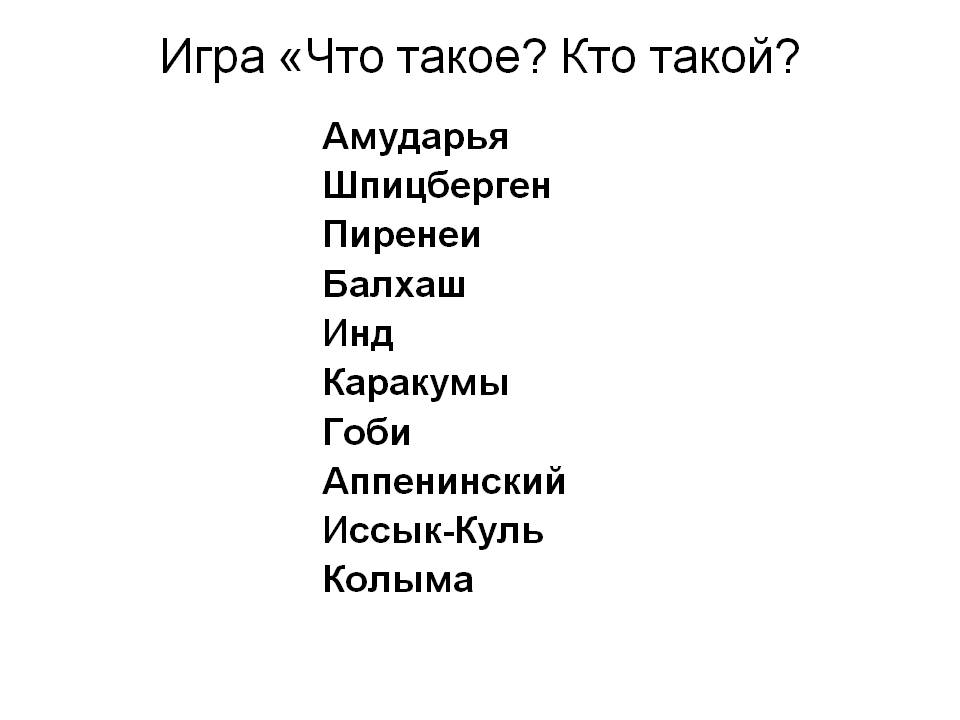 Игра «Что такое? Кто такой?
Амударья
Шпицберген
Пиренеи
Балхаш
Инд
Каракумы
Гоби
Аппенинский
Иссык-Куль
Колыма